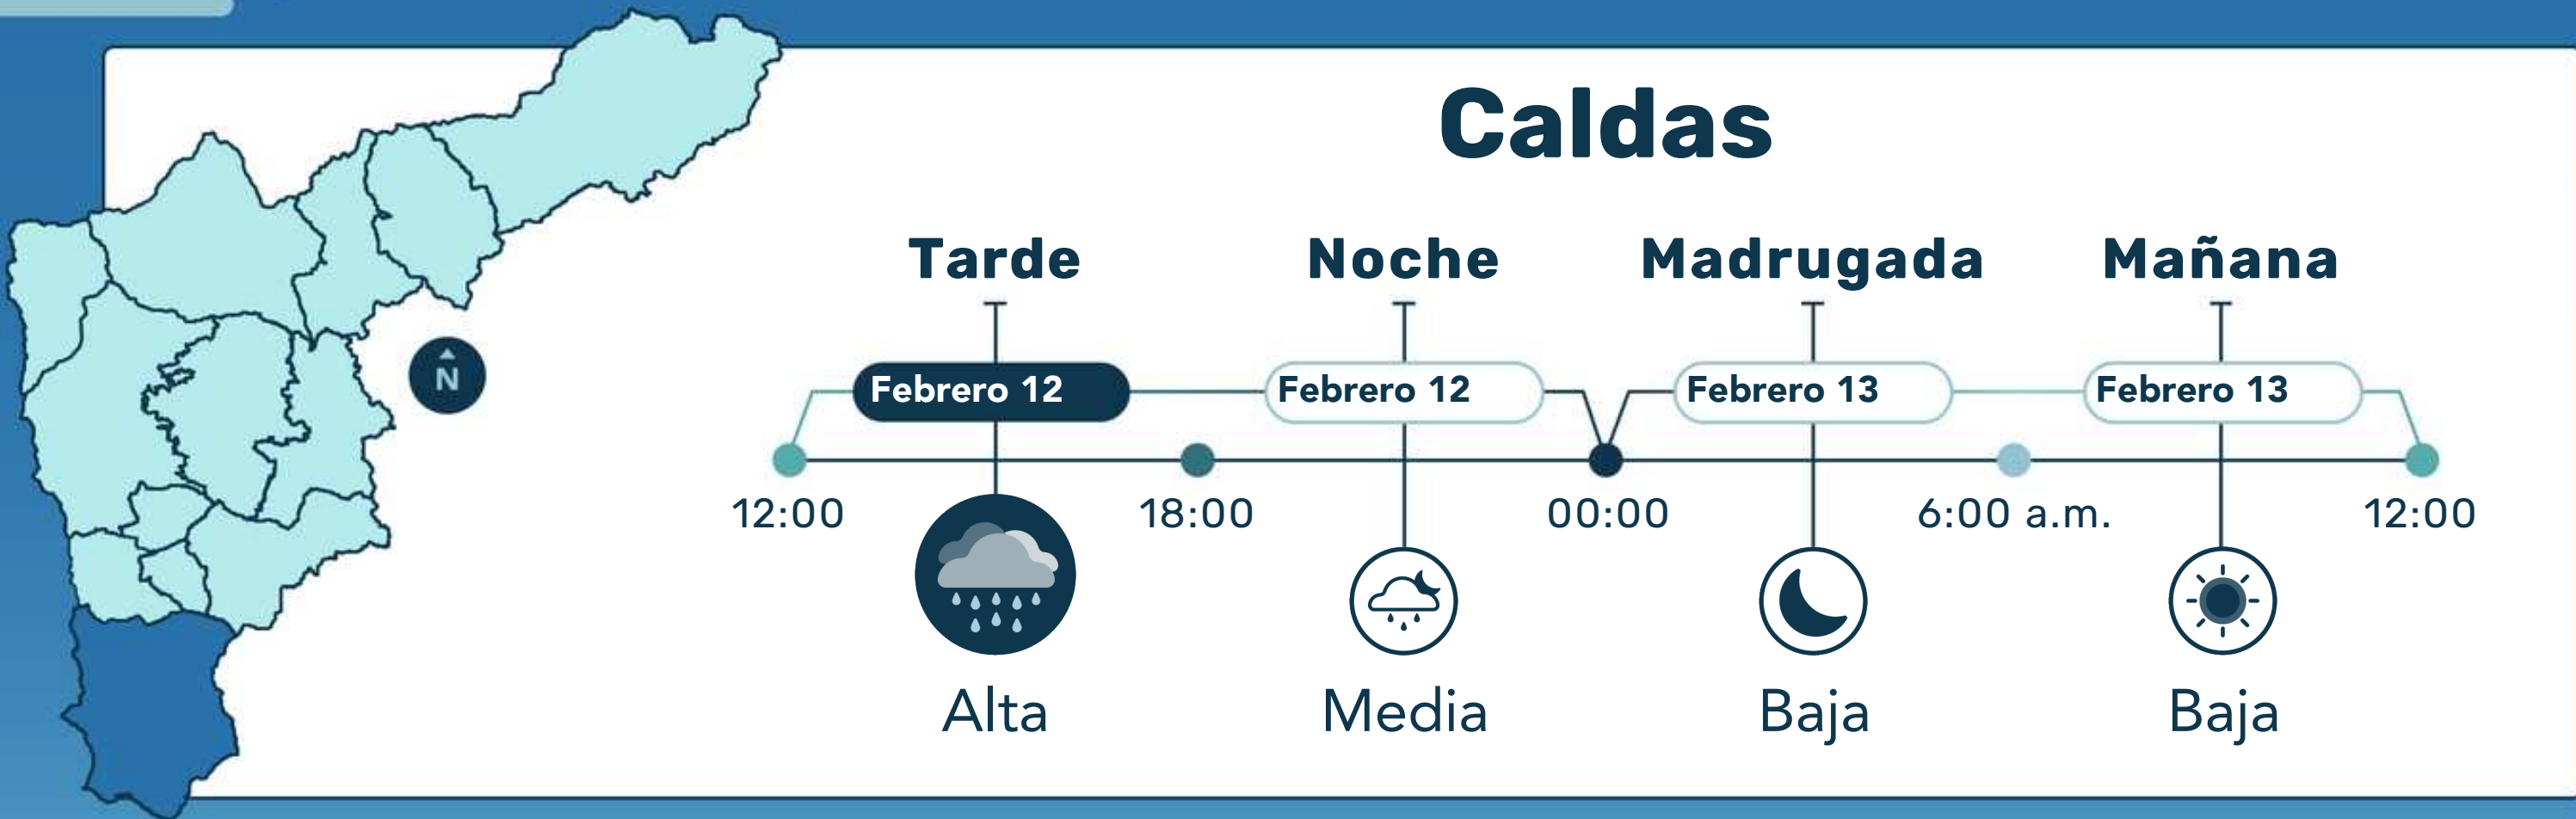 Caldas
Tarde
Noche
Madrugada
Mañana
Febrero 12
Febrero 12
Febrero 13
Febrero 13
N
12:00
18:00
00:00
6:00 a.m.
12:00
Alta
Media
Baja
Baja